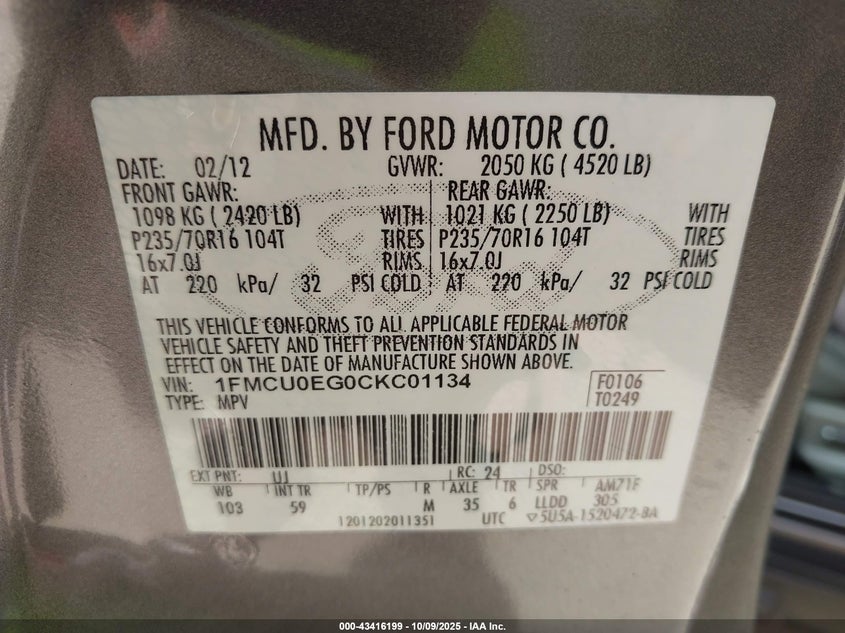 MFD. BY FORD MOTOR CO.
DATE: 02/12 GVWR: 2050 KG ( 4520 LB)
FRONT GAWR: REAR GAWR:
1098 KG ( 2420 LB) WITH 1021 KG ( 2250 LB) WITH
P235/70R16 104T TIRES P235/70R16 104T TIRES
16x7.0J RIMS 16x7.0J RIMS
AT 220 kPa/ 32 PSI COLD AT 220 kPa/ 32 PSI COLD
THIS VEHICLE CONFORMS TO ALL APPLICABLE FEDERAL MOTOR
VEHICLE SAFETY AND THEFT PREVENTION STANDARDS IN
EFFECT ON THE DATE OF MANUFACTURE SHOWN ABOVE.
VIN: 1FMCU0EG0CKC01134 F0106
TYPE: MPV T0249
EXT PNT: UJ RC: 24 DSO:
WB INT TR TP/PS R AXLE TR SPR AM71F
103 59 M 35 6 LLDD 305
1201202011351 UTC ▽5U5A-1520472-BA
000-43416199 - 10/09/2025 - IAA Inc.